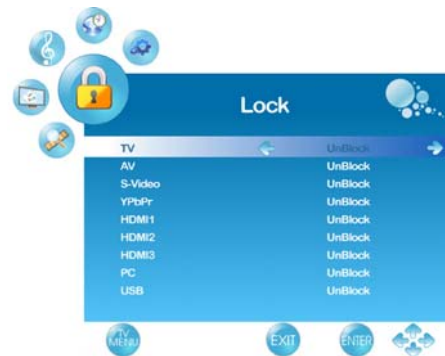 Lock
TV UnBlock
AV UnBlock
S-Video UnBlock
YPbPr UnBlock
HDMI1 UnBlock
HDMI2 UnBlock
HDMI3 UnBlock
PC UnBlock
USB UnBlock
TV MENU EXIT ENTER